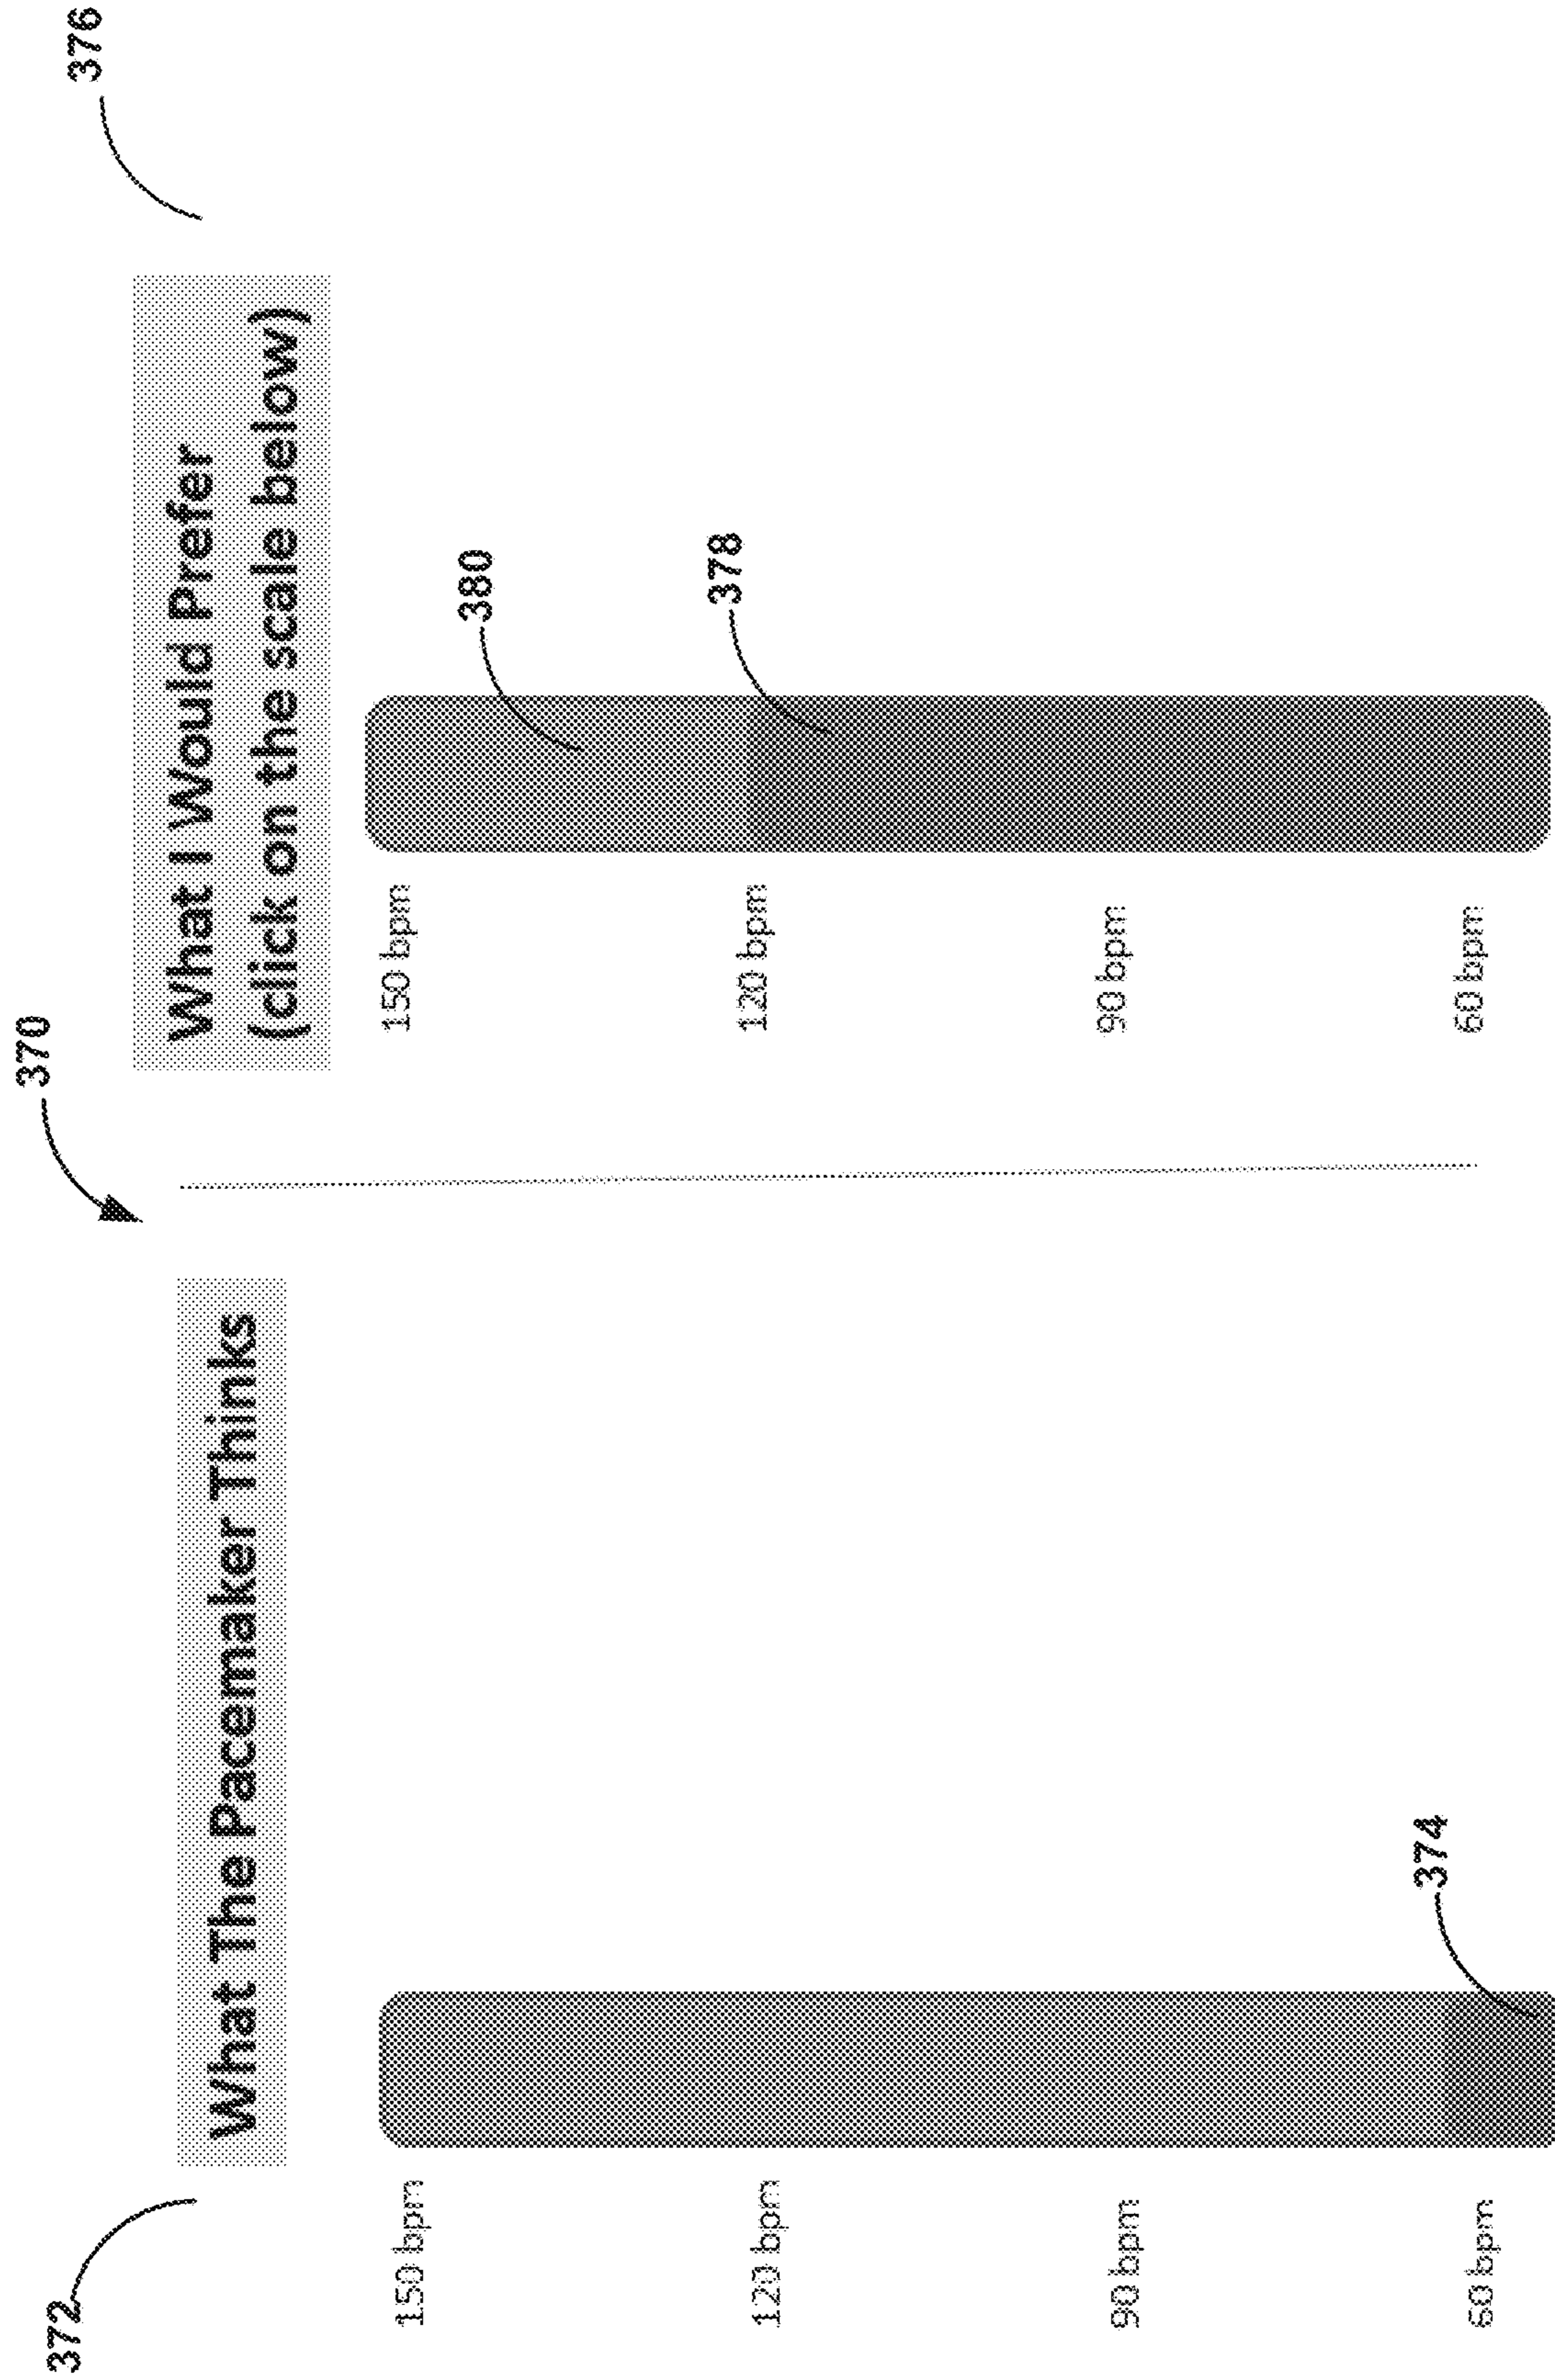 370
372
What The Pacemaker Thinks
150 bpm
120 bpm
90 bpm
60 bpm
374
376
What I Would Prefer
(click on the scale below)
150 bpm
120 bpm
90 bpm
60 bpm
380
378